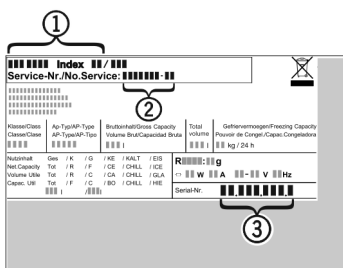 1
Index /
Service-Nr./No.Service: -
2
Klasse/Class
Classe/Clase
Ap-Typ/AP-Type
AP-Type/AP-Tipo
Bruttoinhalt/Gross Capacity
Volume Brut/Capacidad Bruta
l
Total
volume
l
Gefriervermoegen/Freezing Capacity
Pouvoir de Congel./Capac.Congeladora
kg / 24 h
Nutzinhalt Ges / K / G / KE / KALT / EIS
Net.Capacity Tot / R / F / CE / CHILL / ICE
Volume Utile Tot / R / C / CA / CHILL / GLA
Capac. Util Tot / F / C / BO / CHILL / HIE
l / l
R : g
W A - V Hz
Serial-Nr. . . .
3